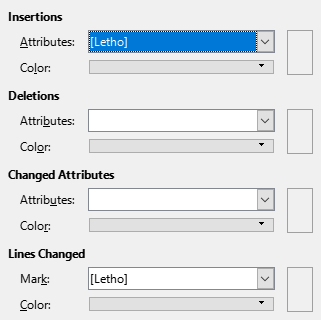 Insertions
Attributes: [Letho]
Color:
Deletions
Attributes:
Color:
Changed Attributes
Attributes:
Color:
Lines Changed
Mark: [Letho]
Color: